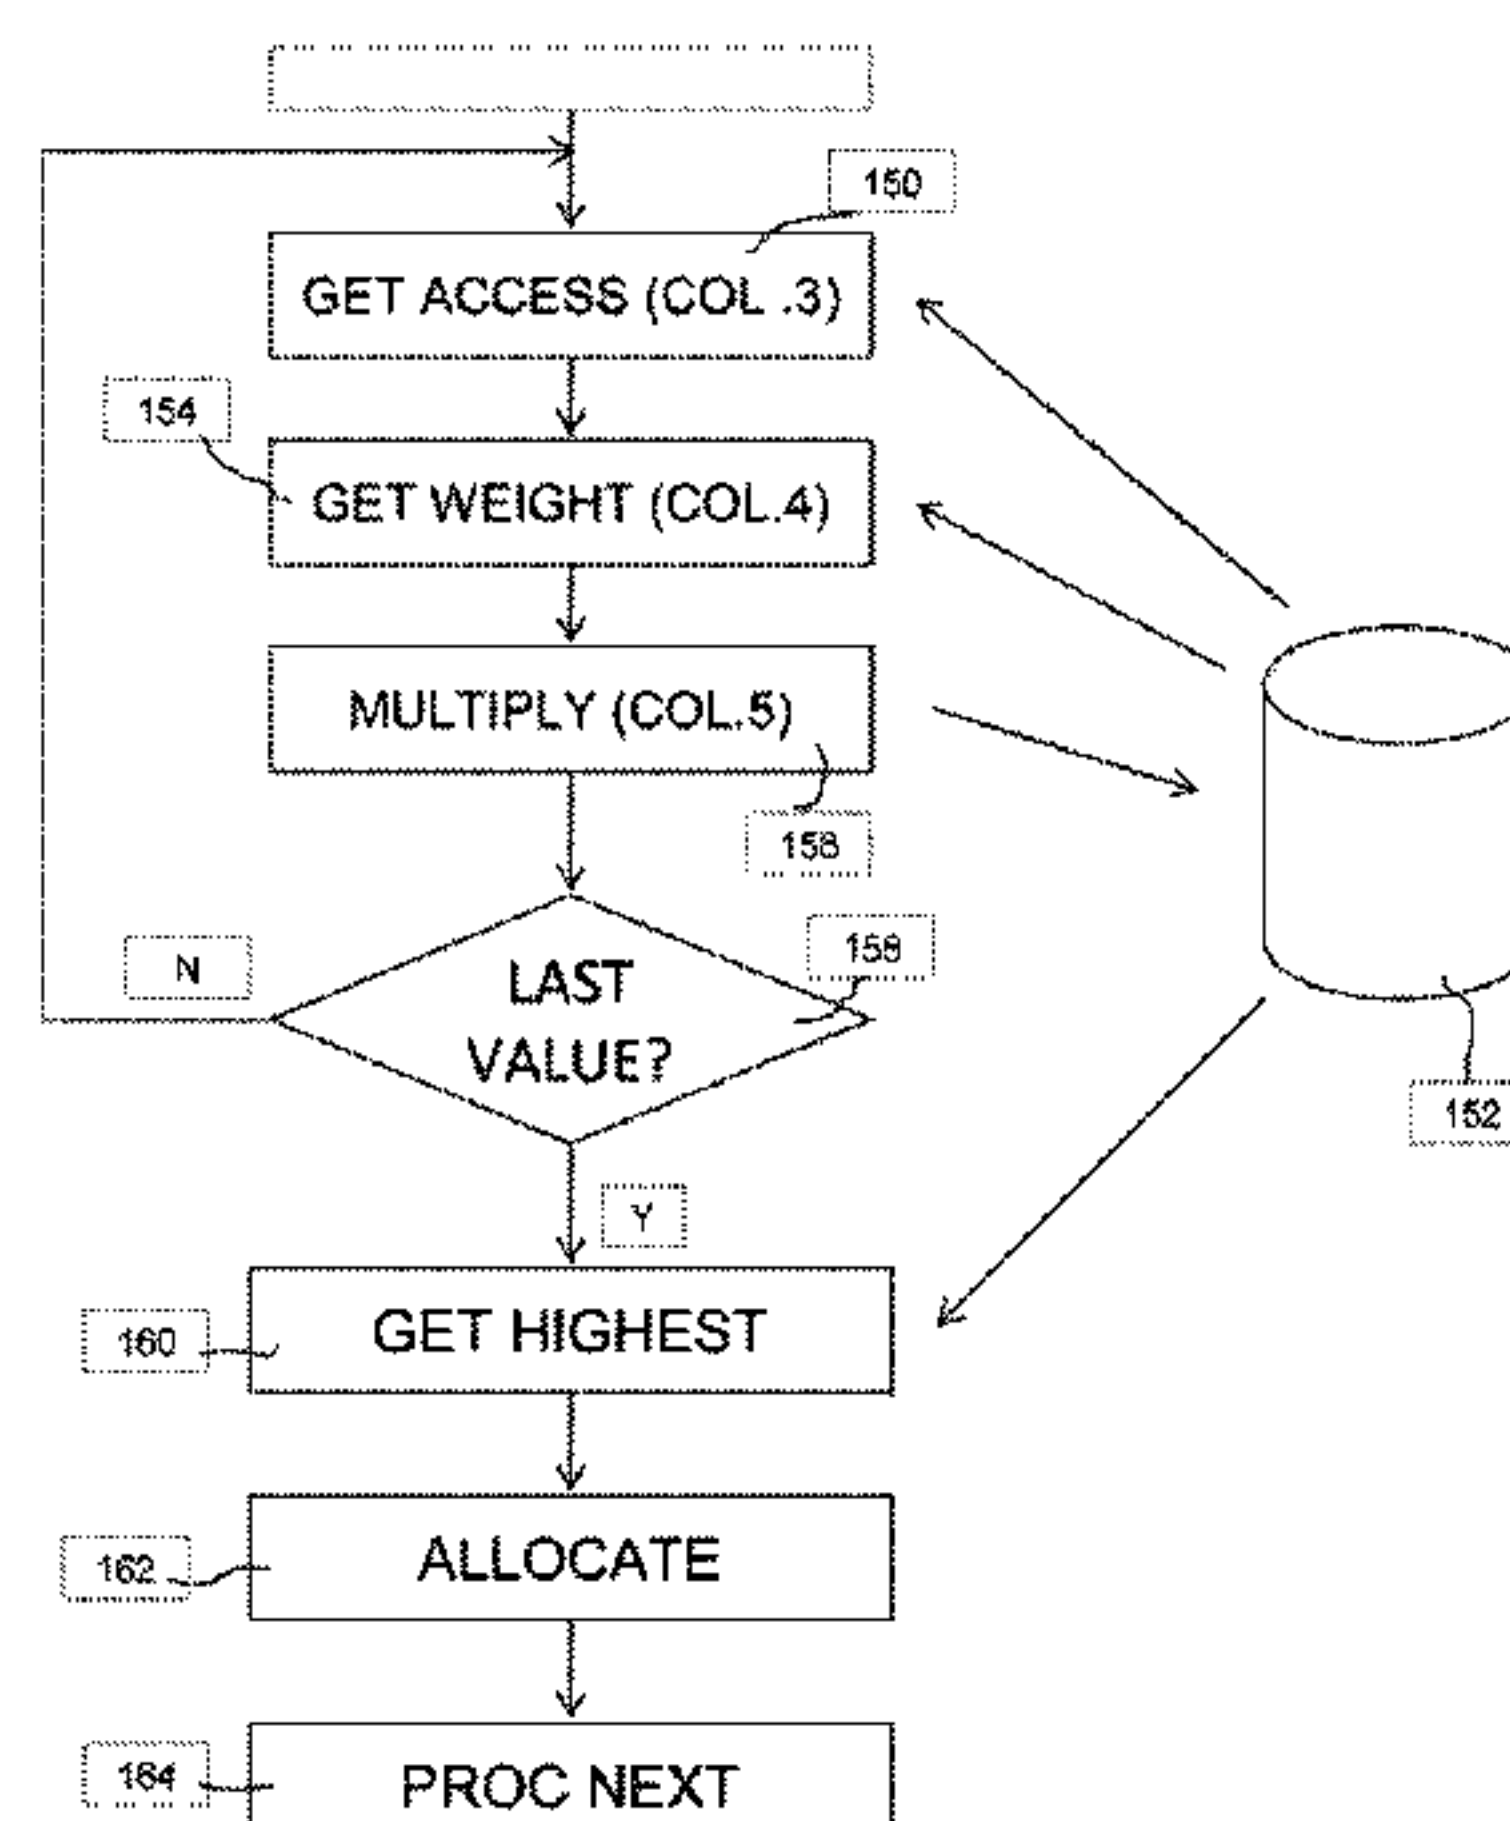 150
GET ACCESS (COL .3)
154
GET WEIGHT (COL.4)
MULTIPLY (COL.5)
158
N
LAST
VALUE?
158
152
Y
GET HIGHEST
160
ALLOCATE
162
PROC NEXT
164